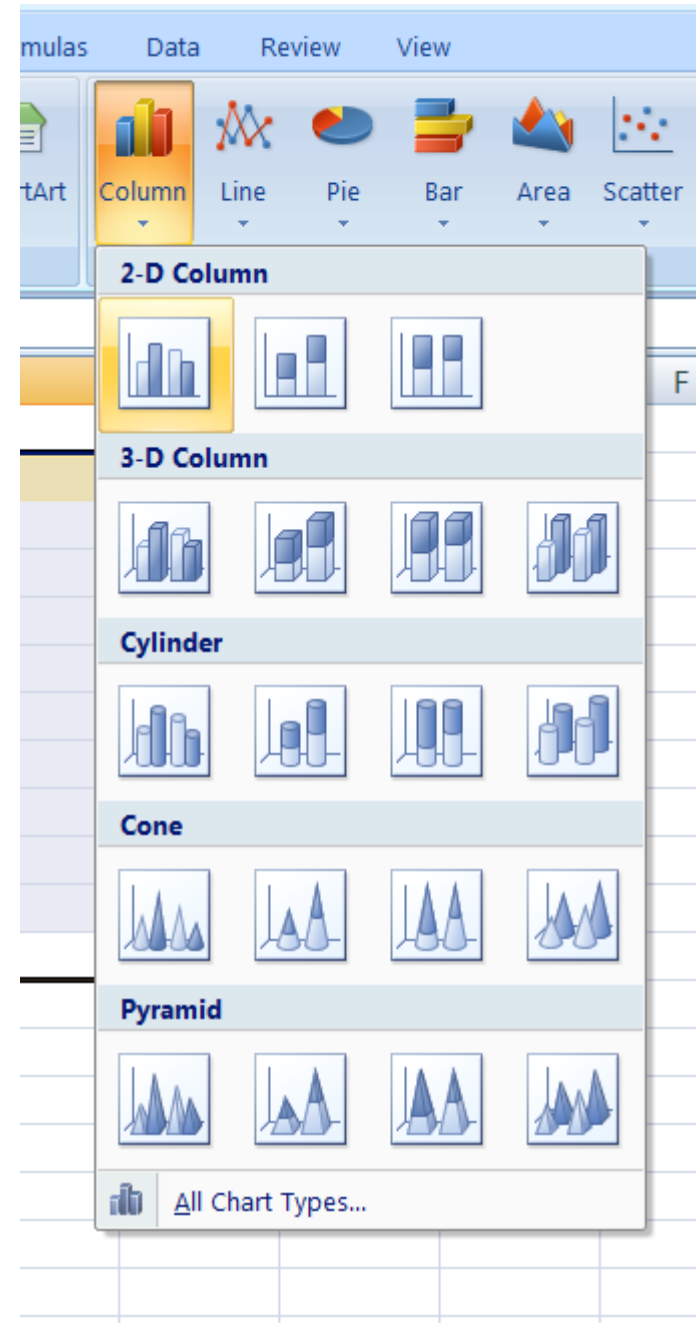 mulas Data Review View
tArt Column Line Pie Bar Area Scatter
2-D Column
F
3-D Column
Cylinder
Cone
Pyramid
All Chart Types...